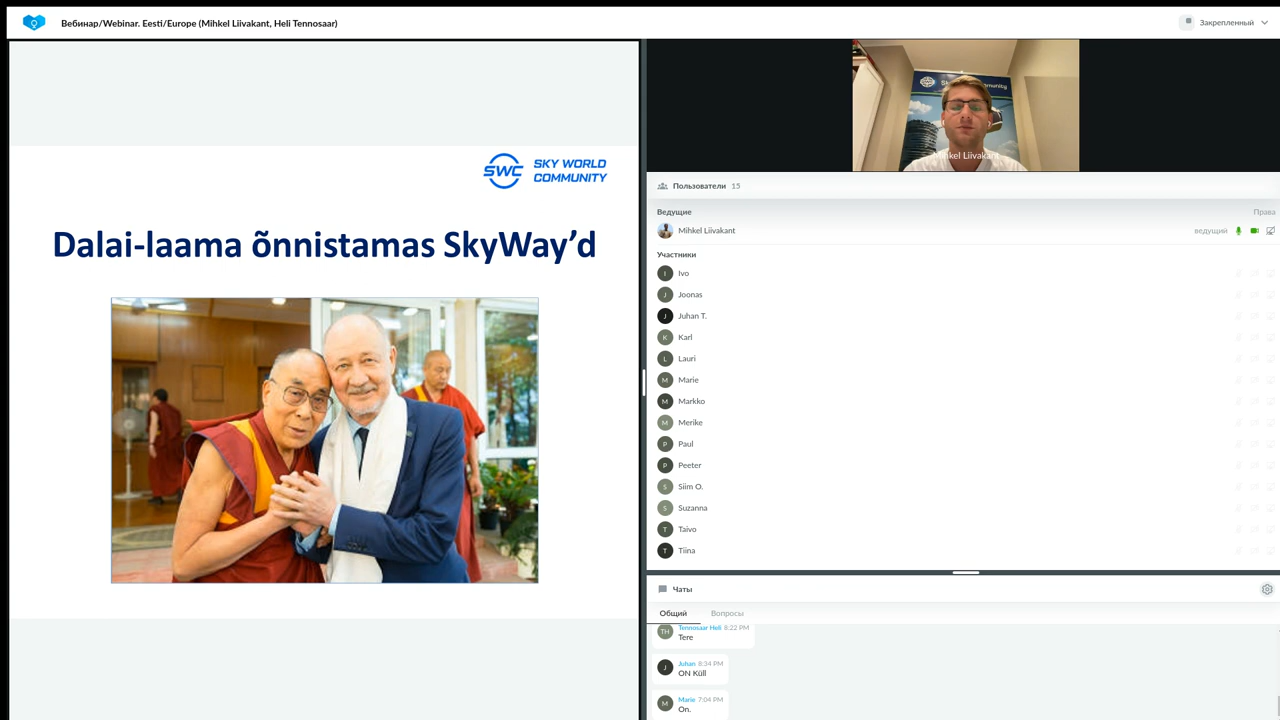 Вебинар/Webinar. Eesti/Europe (Mihkel Liivakant, Heli Tennosaar)
Закрепленный
SWC SKY WORLD
COMMUNITY
Dalai-laama õnnistamas SkyWay’d
Mihkel Liivakant
Пользователи 15
Ведущие
Права
Mihkel Liivakant
ведущий
Участники
I Ivo
J Joonas
J Juhan T.
K Karl
L Lauri
M Marie
M Markko
M Merike
P Paul
P Peeter
S Siim O.
S Suzanna
T Taivo
T Tiina
Чаты
Общий
Вопросы
TH Tennosaar Heli 8:22 PM
Tere
J Juhan 8:34 PM
ON Küll
M Marie 7:04 PM
On.